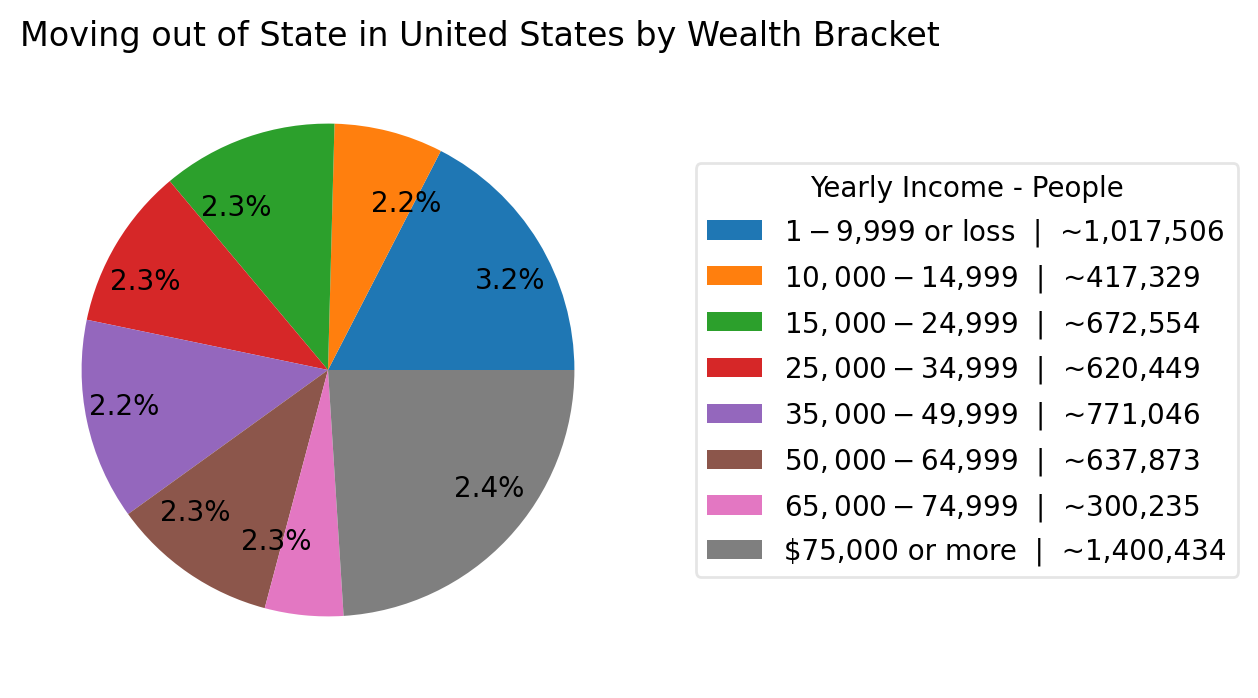 Moving out of State in United States by Wealth Bracket
2.3%
2.2%
3.2%
2.3%
2.2%
2.3%
2.3%
2.4%
Yearly Income - People
1 − 9,999 or loss | ~1,017,506
10, 000 − 14,999 | ~417,329
15, 000 − 24,999 | ~672,554
25, 000 − 34,999 | ~620,449
35, 000 − 49,999 | ~771,046
50, 000 − 64,999 | ~637,873
65, 000 − 74,999 | ~300,235
$75,000 or more | ~1,400,434